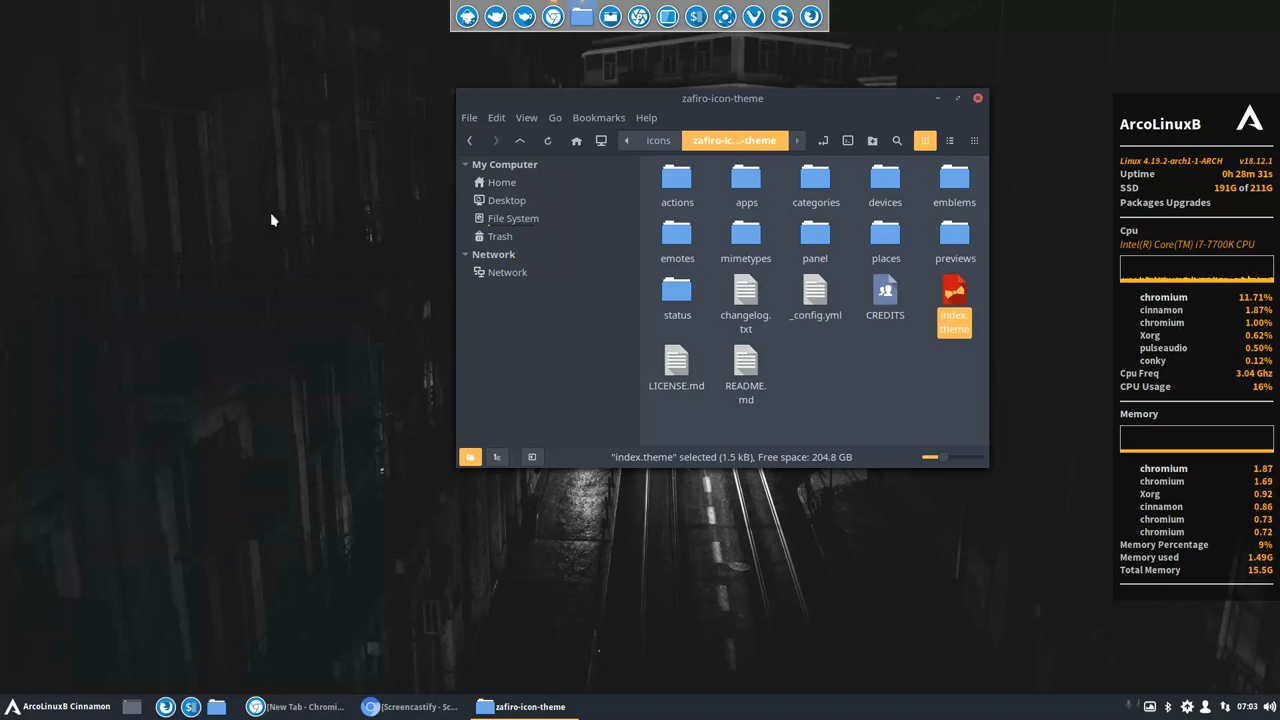 zafiro-icon-theme
File Edit View Go Bookmarks Help
icons zafiro-ic...-theme
My Computer
Home
Desktop
File System
Trash
Network
Network
actions apps categories devices emblems
emotes mimetypes panel places previews
status changelog.txt _config.yml CREDITS index.theme
LICENSE.md README.md
"index.theme" selected (1.5 kB), Free space: 204.8 GB
ArcoLinuxB
Linux 4.19.2-arch1-1-ARCH v18.12.1
Uptime 0h 28m 31s
SSD 191G of 211G
Packages Upgrades
Cpu
Intel(R) Core(TM) i7-7700K CPU
chromium 11.71%
cinnamon 1.87%
chromium 1.00%
Xorg 0.62%
pulseaudio 0.50%
conky 0.12%
Cpu Freq 3.04 Ghz
CPU Usage 16%
Memory
chromium 1.87
chromium 1.69
Xorg 0.92
cinnamon 0.86
chromium 0.73
chromium 0.72
Memory Percentage 9%
Memory used 1.49G
Total Memory 15.5G
ArcoLinuxB Cinnamon [New Tab - Chromi... [Screencastify - Sc... zafiro-icon-theme 07:03